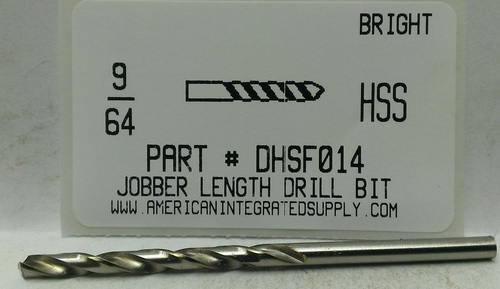 BRIGHT
9
64
HSS
PART # DHSF014
JOBBER LENGTH DRILL BIT
WWW.AMERICANINTEGRATEDSUPPLY.COM